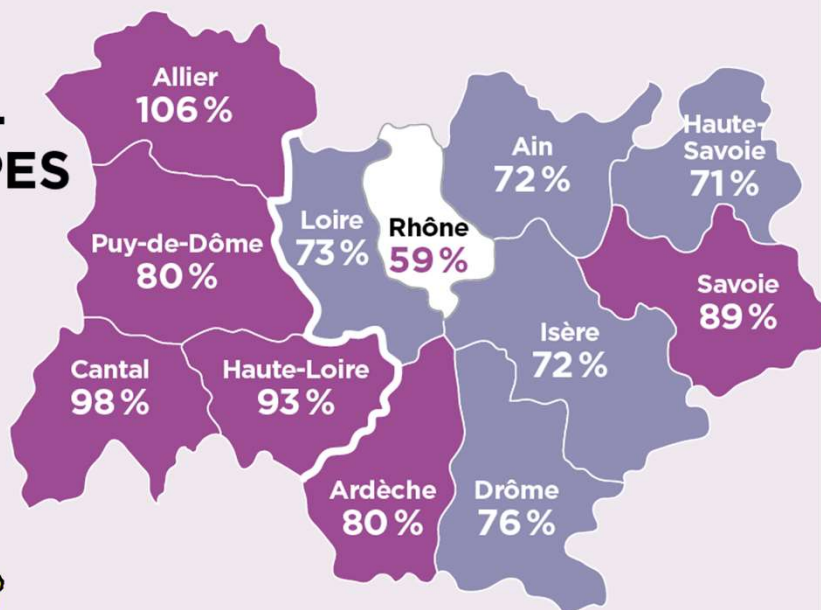 Allier
106 %
PES
Puy-de-Dôme
80 %
Loire
73 %
Rhône
59 %
Ain
72 %
Haute-
Savoie
71 %
Savoie
89 %
Isère
72 %
Cantal
98 %
Haute-Loire
93 %
Ardèche
80 %
Drôme
76 %